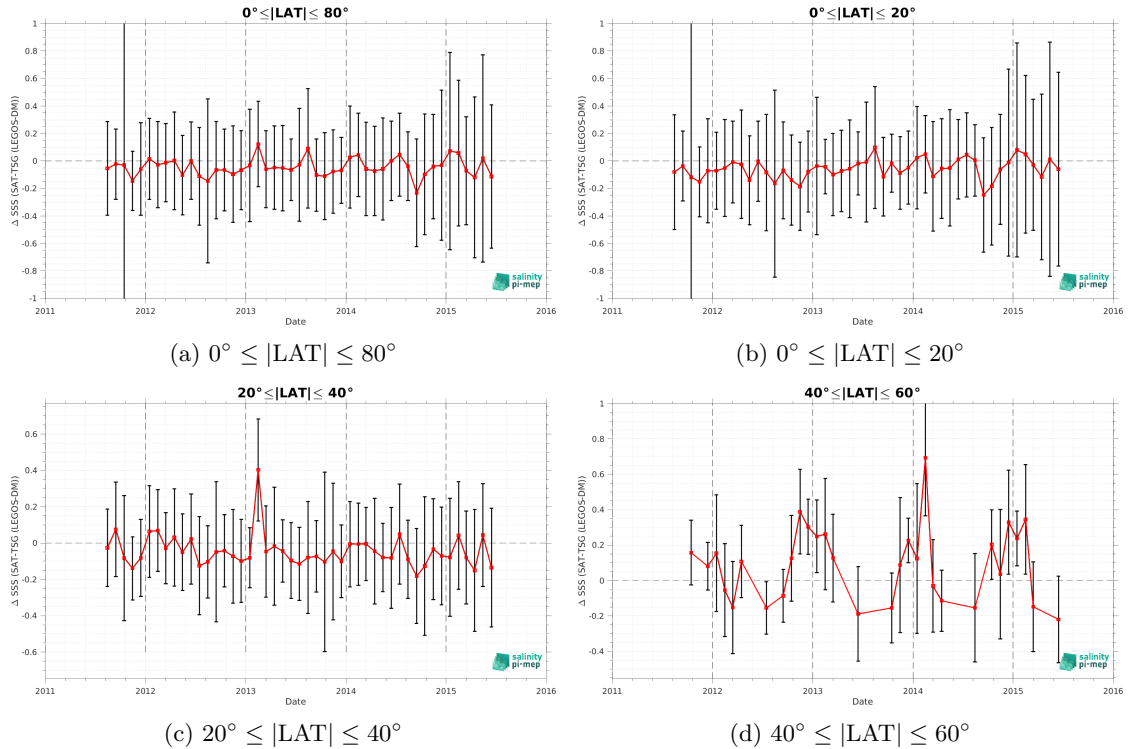 0°≤|LAT|≤ 80°
Δ SSS (SAT-TSG (LEGOS-DM))
1
0.8
0.6
0.4
0.2
0
-0.2
-0.4
-0.6
-0.8
-1
2011 2012 2013 2014 2015 2016
Date
salinity
pi-mep
(a) 0° ≤ |LAT| ≤ 80°
0°≤|LAT|≤ 20°
Δ SSS (SAT-TSG (LEGOS-DM))
1
0.8
0.6
0.4
0.2
0
-0.2
-0.4
-0.6
-0.8
-1
2011 2012 2013 2014 2015 2016
Date
salinity
pi-mep
(b) 0° ≤ |LAT| ≤ 20°
20°≤|LAT|≤ 40°
Δ SSS (SAT-TSG (LEGOS-DM))
0.6
0.4
0.2
0
-0.2
-0.4
-0.6
2011 2012 2013 2014 2015 2016
Date
salinity
pi-mep
(c) 20° ≤ |LAT| ≤ 40°
40°≤|LAT|≤ 60°
Δ SSS (SAT-TSG (LEGOS-DM))
1
0.8
0.6
0.4
0.2
0
-0.2
-0.4
2011 2012 2013 2014 2015 2016
Date
salinity
pi-mep
(d) 40° ≤ |LAT| ≤ 60°